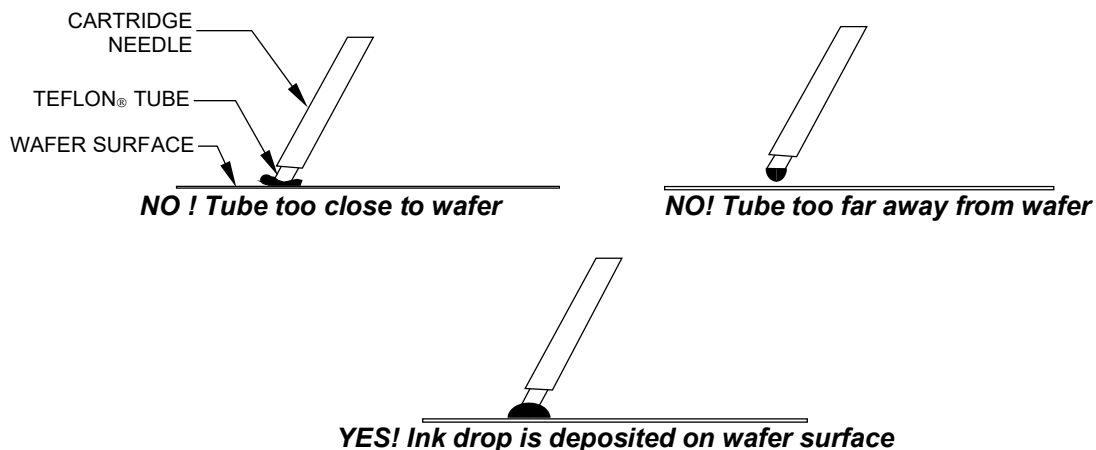 CARTRIDGE
NEEDLE
TEFLON® TUBE
WAFER SURFACE
NO ! Tube too close to wafer
NO! Tube too far away from wafer
YES! Ink drop is deposited on wafer surface